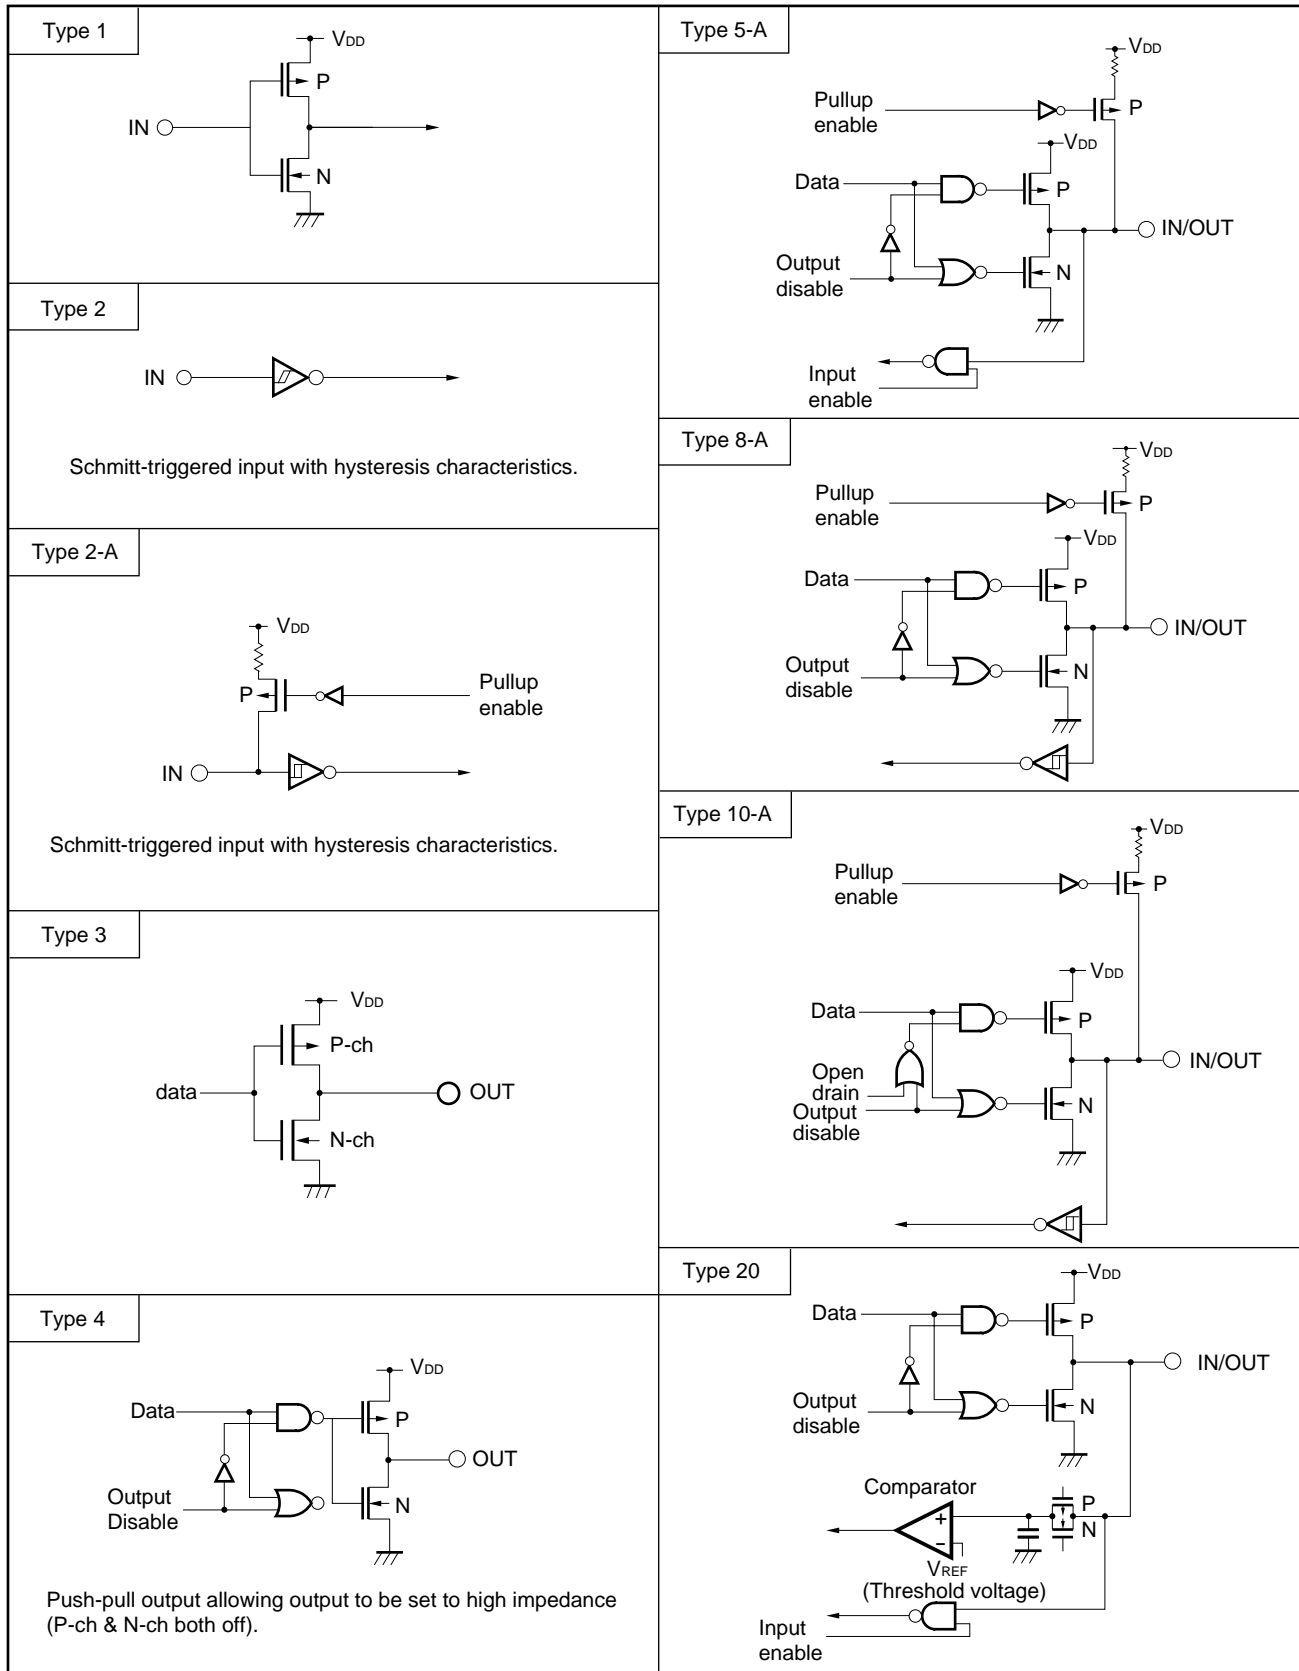 Type 1
VDD
P
IN
N
Type 2
IN
Schmitt-triggered input with hysteresis characteristics.
Type 2-A
VDD
P
Pullup
enable
IN
Schmitt-triggered input with hysteresis characteristics.
Type 3
VDD
P-ch
data
OUT
N-ch
Type 4
VDD
Data
P
OUT
Output
Disable
N
Push-pull output allowing output to be set to high impedance
(P-ch & N-ch both off).
Type 5-A
VDD
Pullup
enable
P
VDD
Data
P
IN/OUT
Output
disable
N
Input
enable
Type 8-A
VDD
Pullup
enable
P
VDD
Data
P
IN/OUT
Output
disable
N
Type 10-A
VDD
Pullup
enable
P
VDD
Data
P
IN/OUT
Open
drain
Output
disable
N
Type 20
VDD
Data
P
IN/OUT
Output
disable
N
Comparator
P
N
+
−
VREF
(Threshold voltage)
Input
enable